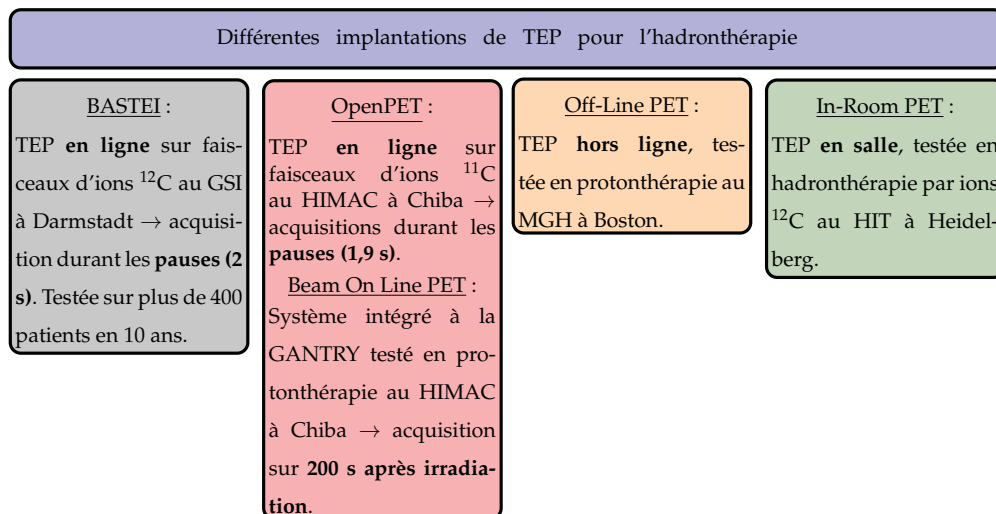 Différentes implantations de TEP pour l'hadronthérapie
BASTEI :
TEP en ligne sur fais-
ceaux d'ions ¹²C au GSI
à Darmstadt → acquisi-
tion durant les pauses (2
s). Testée sur plus de 400
patients en 10 ans.
OpenPET :
TEP en ligne sur
faisceaux d'ions ¹¹C
au HIMAC à Chiba →
acquisitions durant les
pauses (1,9 s).
Beam On Line PET :
Système intégré à la
GANTRY testé en pro-
tonthérapie au HIMAC
à Chiba → acquisition
sur 200 s après irradia-
tion.
Off-Line PET :
TEP hors ligne, tes-
tée en protonthérapie au
MGH à Boston.
In-Room PET :
TEP en salle, testée en
hadronthérapie par ions
¹²C au HIT à Heidel-
berg.